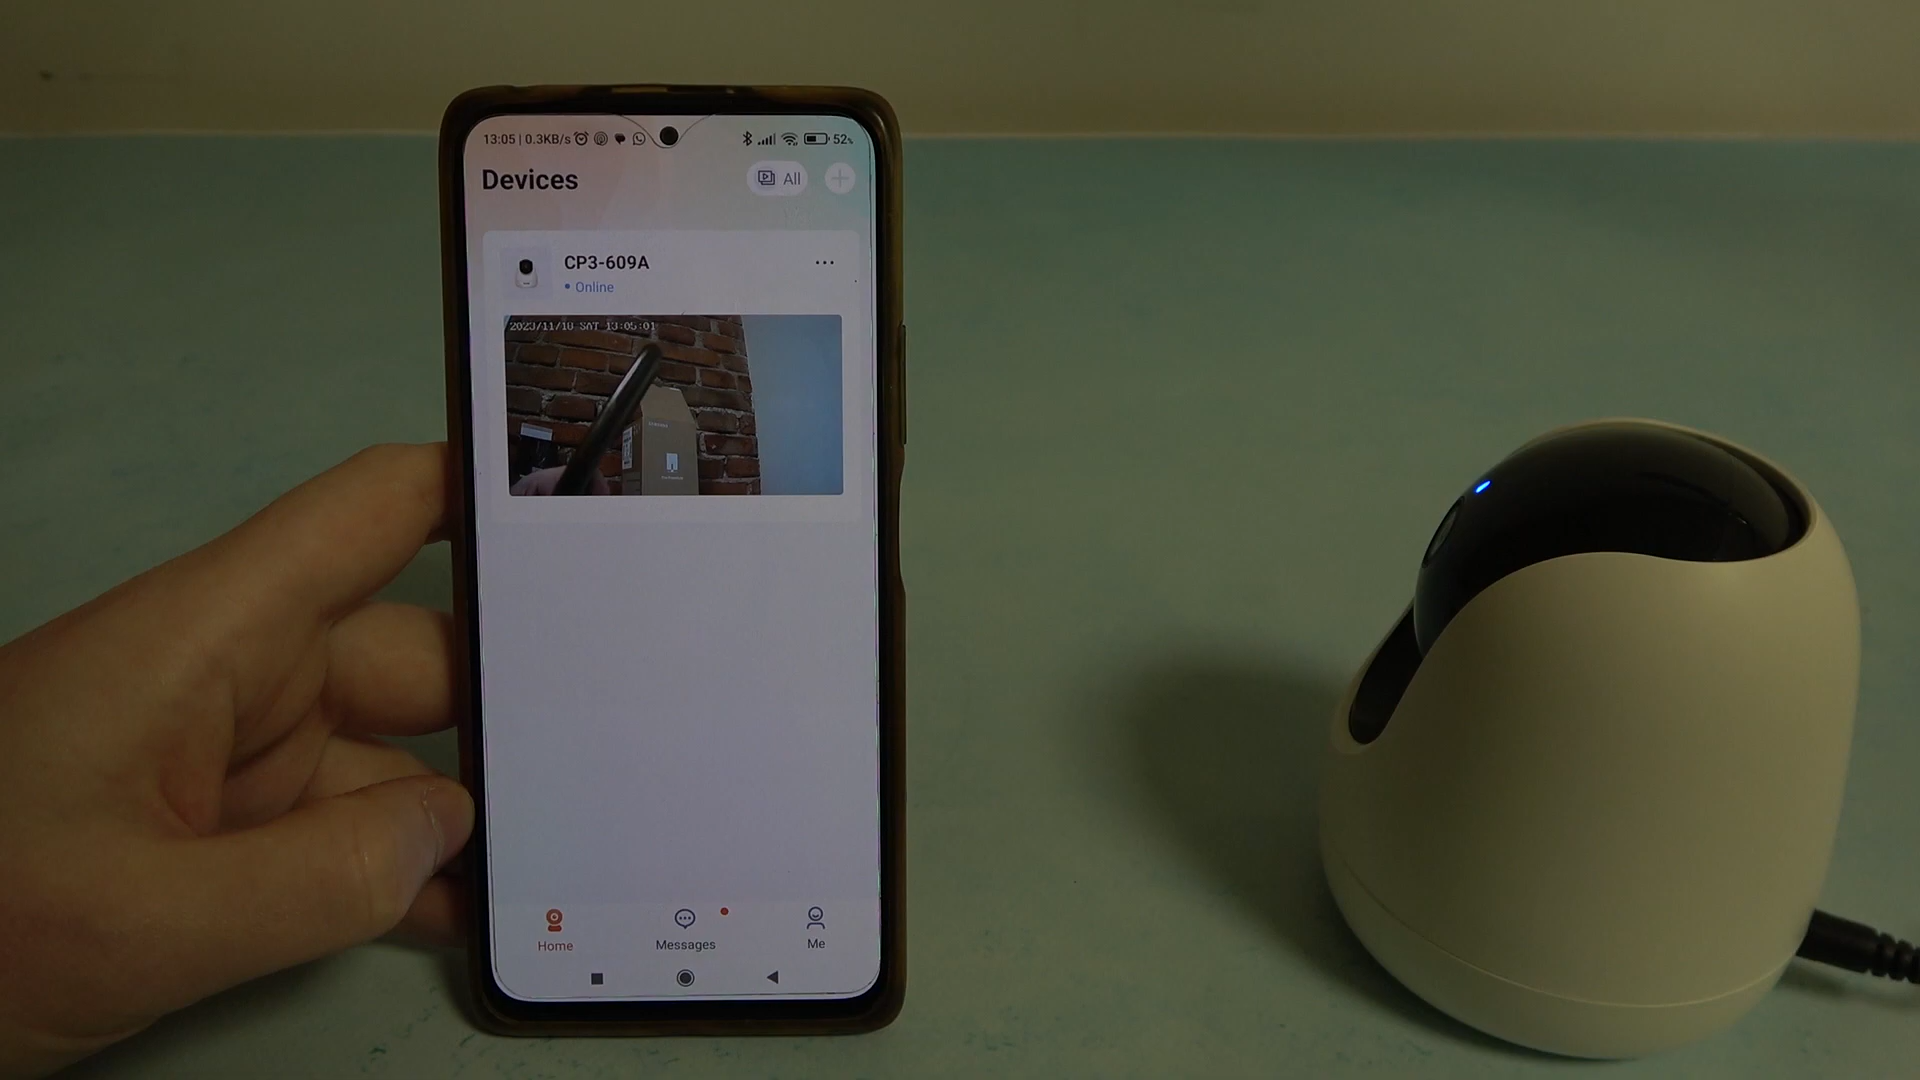 13:05 | 0.3KB/s 52%
Devices
All
CP3-609A
• Online
2023/11/18 SAT 13:05:01
Home
Messages
Me